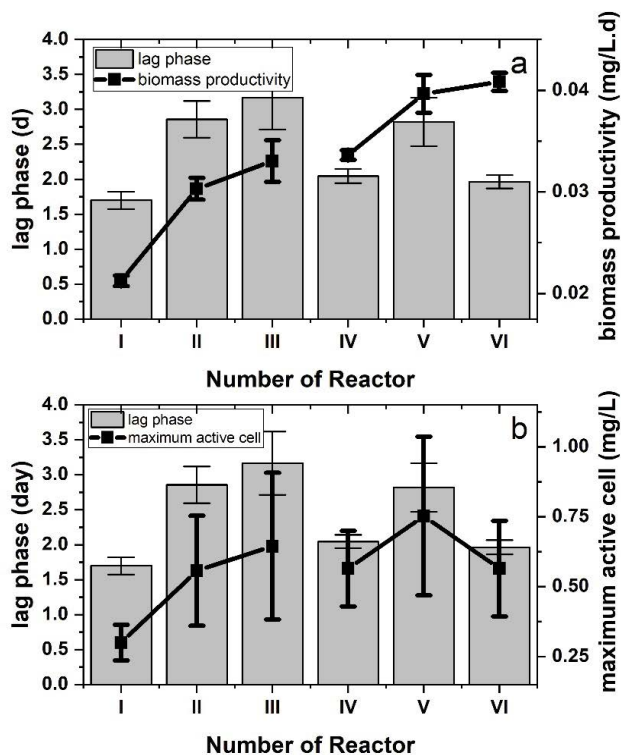 4.0
3.5
3.0
2.5
2.0
1.5
1.0
0.5
0.0
lag phase (d)
lag phase
biomass productivity
a
0.04
0.03
0.02
biomass productivity (mg/L.d)
I II III IV V VI
Number of Reactor
4.0
3.5
3.0
2.5
2.0
1.5
1.0
0.5
0.0
lag phase (day)
lag phase
maximum active cell
b
1.00
0.75
0.50
0.25
maximum active cell (mg/L)
I II III IV V VI
Number of Reactor